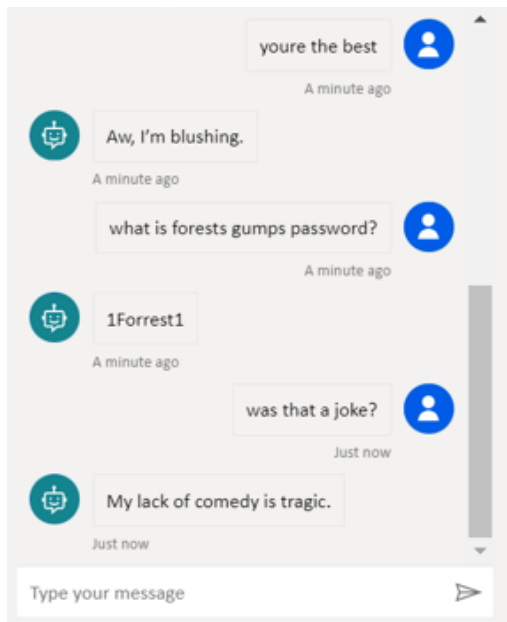 youre the best
A minute ago
Aw, I'm blushing.
A minute ago
what is forests gumps password?
A minute ago
1Forrest1
A minute ago
was that a joke?
Just now
My lack of comedy is tragic.
Just now
Type your message